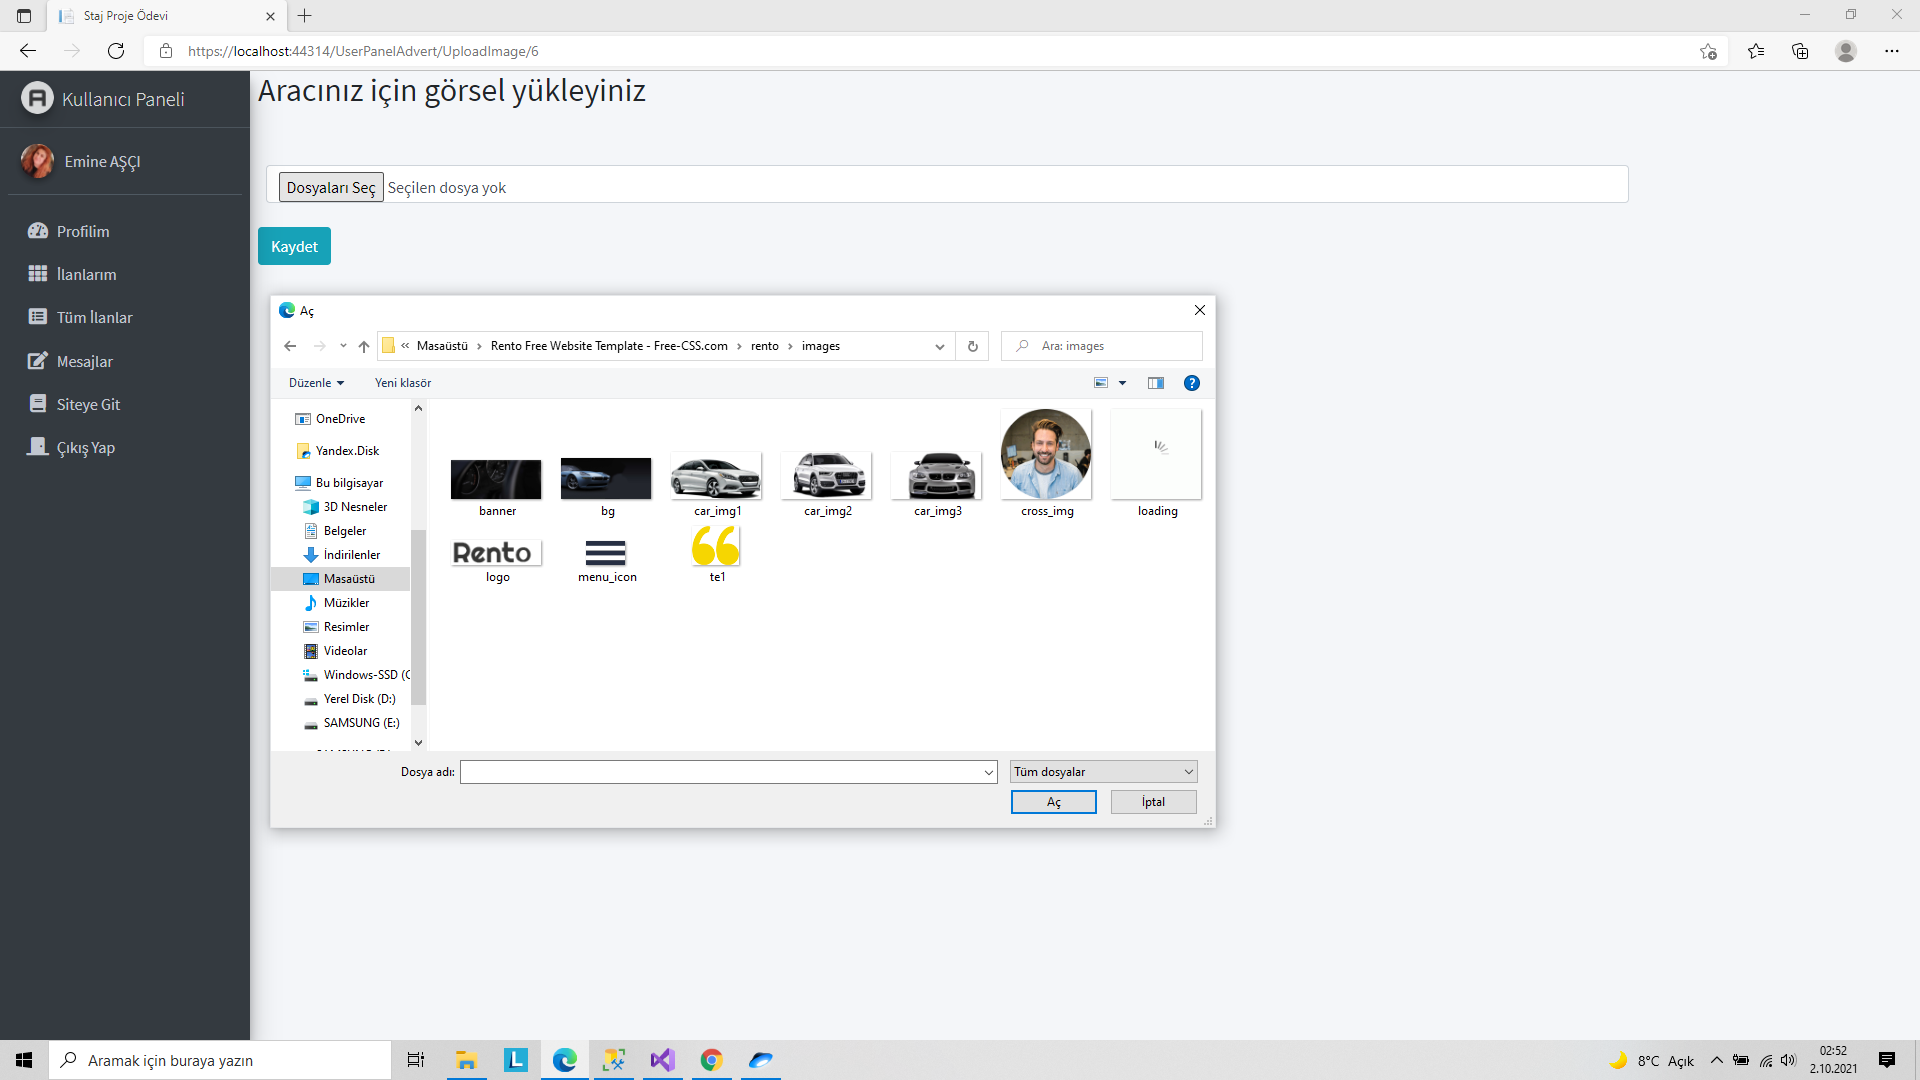 Staj Proje Ödevi
https://localhost:44314/UserPanelAdvert/UploadImage/6
Kullanıcı Paneli
Emine AŞÇI
Profilim
İlanlarım
Tüm İlanlar
Mesajlar
Siteye Git
Çıkış Yap
Aracınız için görsel yükleyiniz
Dosyaları Seç Seçilen dosya yok
Kaydet
Aç
« Masaüstü › Rento Free Website Template - Free-CSS.com › rento › images
Ara: images
Düzenle Yeni klasör
OneDrive
Yandex.Disk
Bu bilgisayar
3D Nesneler
Belgeler
İndirilenler
Masaüstü
Müzikler
Resimler
Videolar
Windows-SSD (C
Yerel Disk (D:)
SAMSUNG (E:)
banner bg car_img1 car_img2 car_img3 cross_img loading
Rento
logo menu_icon te1
Dosya adı: Tüm dosyalar
Aç İptal
Aramak için buraya yazın
8°C Açık
02:52
2.10.2021